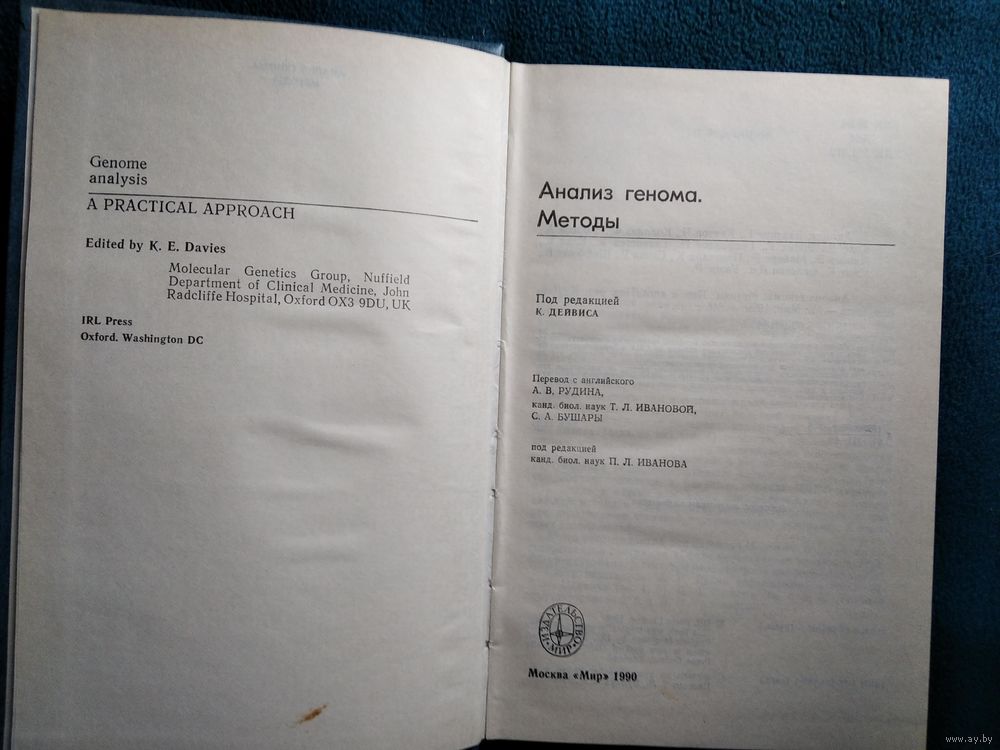 Genome
analysis
A PRACTICAL APPROACH
Edited by K. E. Davies
Molecular Genetics Group, Nuffield
Department of Clinical Medicine, John
Radcliffe Hospital, Oxford OX3 9DU, UK
IRL Press
Oxford. Washington DC
Анализ генома.
Методы
Под редакцией
К. ДЕЙВИСА
Перевод с английского
А. В. РУДИНА,
канд. биол. наук Т. Л. ИВАНОВОЙ,
С. А. БУШАРЫ
под редакцией
канд. биол. наук П. Л. ИВАНОВА
ИЗДАТЕЛЬСТВО
МИР
Москва «Мир» 1990
www.ay.by